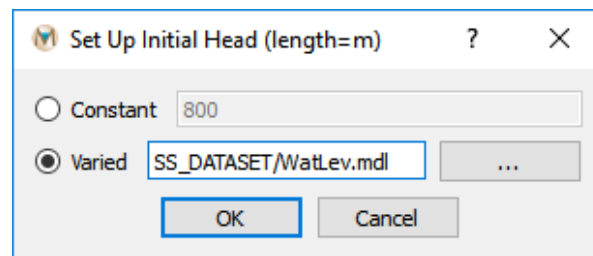 Set Up Initial Head (length=m) ? ×
Constant 800
Varied SS_DATASET/WatLev.mdl ...
OK Cancel